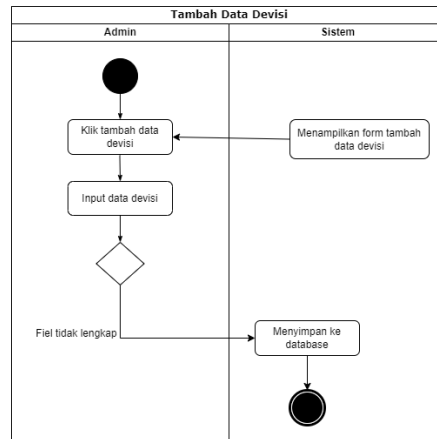 Tambah Data Devisi
Admin
Sistem
Klik tambah data
devisi
Menampilkan form tambah
data devisi
Input data devisi
Fiel tidak lengkap
Menyimpan ke
database